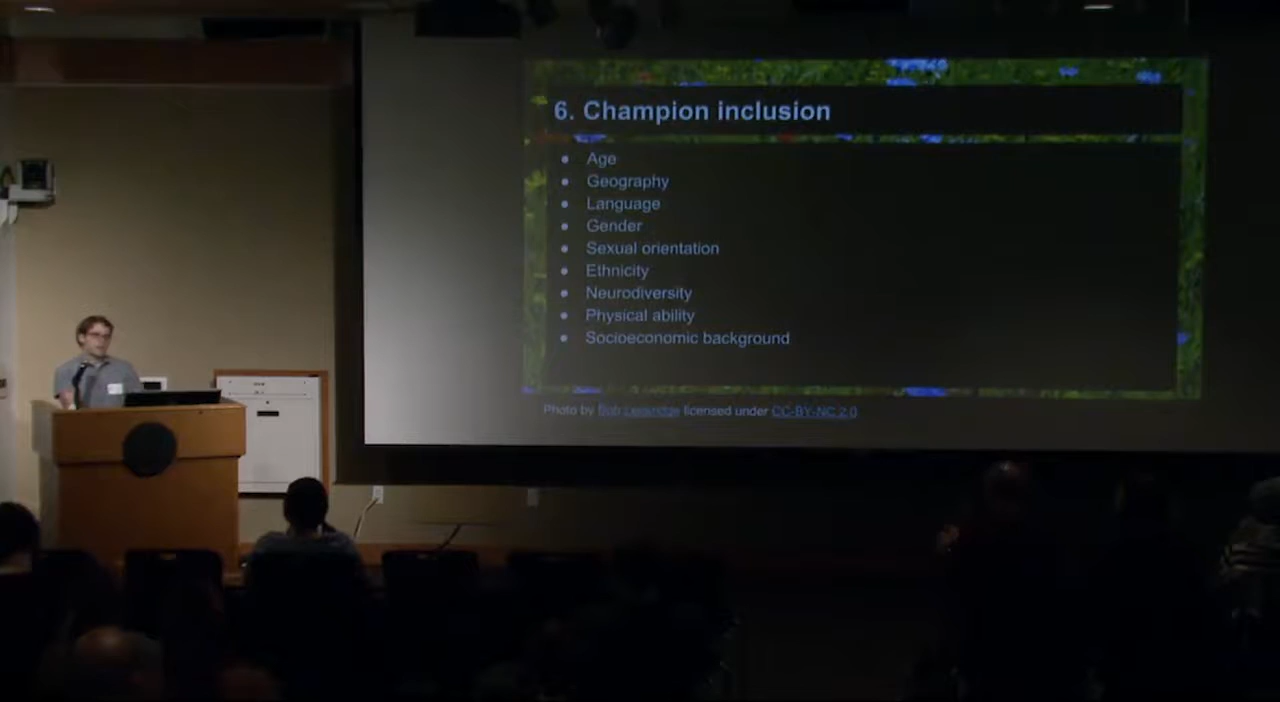 6. Champion inclusion
● Age
● Geography
● Language
● Gender
● Sexual orientation
● Ethnicity
● Neurodiversity
● Physical ability
● Socioeconomic background
Photo by Bob licensed under CC-BY-NC 2.0